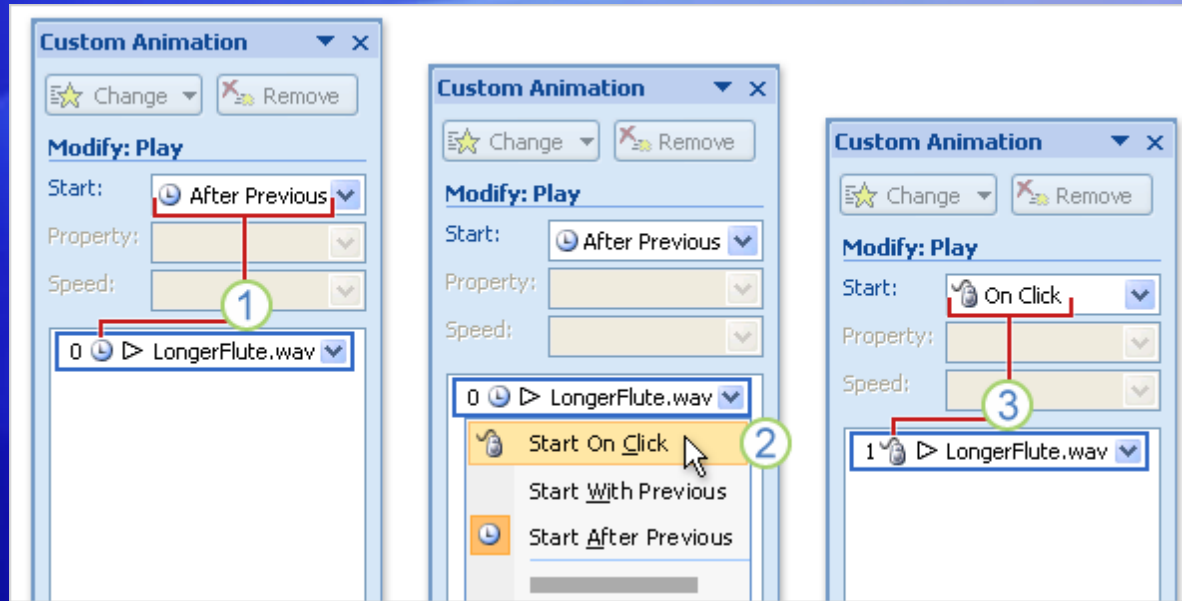 Custom Animation
Change
Remove
Modify: Play
Start:
After Previous
Property:
Speed:
1
0 LongerFlute.wav
Custom Animation
Change
Remove
Modify: Play
Start:
After Previous
Property:
Speed:
0 LongerFlute.wav
Start On Click
2
Start With Previous
Start After Previous
Custom Animation
Change
Remove
Modify: Play
Start:
On Click
Property:
Speed:
3
1 LongerFlute.wav